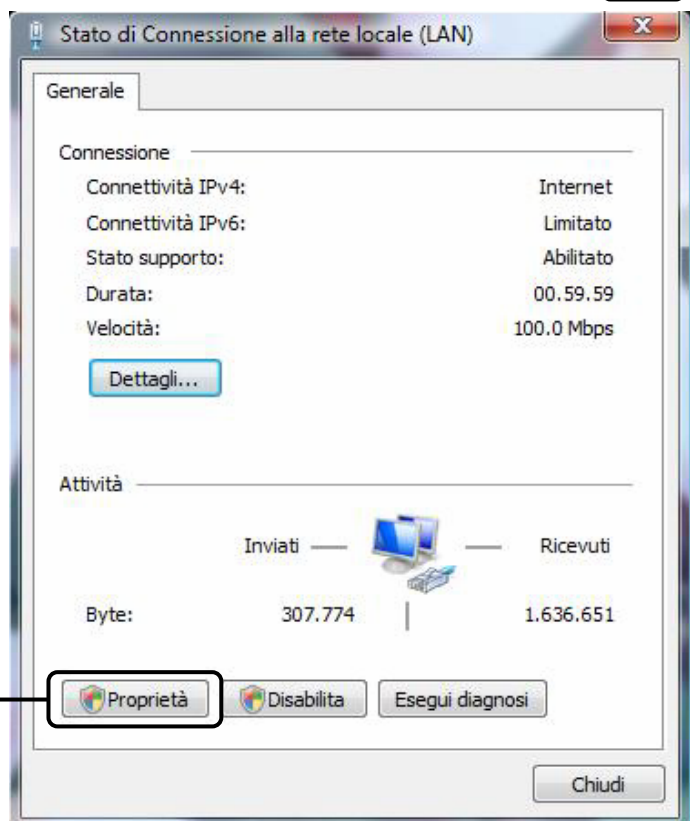 Stato di Connessione alla rete locale (LAN)
Generale
Connessione
Connettività IPv4: Internet
Connettività IPv6: Limitato
Stato supporto: Abilitato
Durata: 00.59.59
Velocità: 100.0 Mbps
Dettagli...
Attività
Inviati Ricevuti
Byte: 307.774 1.636.651
Proprietà Disabilita Esegui diagnosi
Chiudi